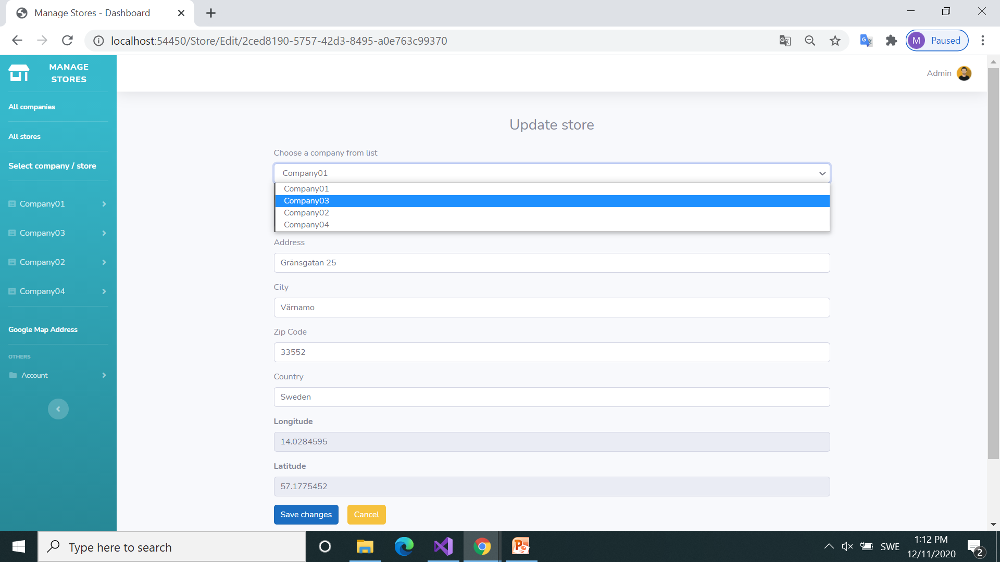 Manage Stores - Dashboard
localhost:54450/Store/Edit/2ced8190-5757-42d3-8495-a0e763c99370
M Paused
MANAGE
STORES
All companies
All stores
Select company / store
Company01
Company03
Company02
Company04
Google Map Address
OTHERS
Account
Admin
Update store
Choose a company from list
Company01
Company01
Company03
Company02
Company04
Address
Gränsgatan 25
City
Värnamo
Zip Code
33552
Country
Sweden
Longitude
14.0284595
Latitude
57.1775452
Save changes
Cancel
Type here to search
SWE
1:12 PM
12/11/2020
2